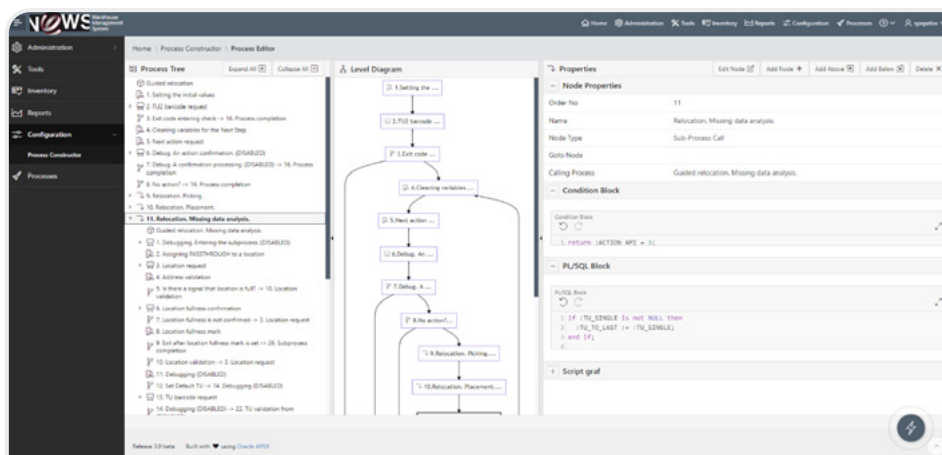 NOWS Warehouse Management System
Home Administration Tools Inventory Reports Configuration Processes
Administration
Tools
Inventory
Reports
Configuration
Process Constructor
Processes
Home \ Process Constructor \ Process Editor
Process Tree Expand All Collapse All
Guided relocation
1. Setting the initial values
2. TU2 barcode request
3. Exit code entering check -> 16. Process completion
4. Cleaning variables for the Next Step
5. Next action request
6. Debug. An action confirmation. (DISABLED)
7. Debug. A confirmation processing. (DISABLED) -> 16. Process
completion
8. No action? -> 16. Process completion
9. Relocation. Picking.
10. Relocation. Placement.
11. Relocation. Missing data analysis.
Guided relocation. Missing data analysis.
1. Debugging. Entering the subprocess. (DISABLED)
2. Assigning PASSTHROUGH to a location
3. Location request
4. Address validation
5. Is there a signal that location is full? -> 10. Location
validation
6. Location fullness confirmation
7. Location fullness is not confirmed -> 3. Location request
8. Location fullness mark
9. Exit after location fullness mark is set -> 26. Subprocess
completion
10. Location validation -> 3. Location request
11. Debugging (DISABLED)
12. Set Default TU -> 14. Debugging (DISABLED)
13. TU barcode request
14. Debugging (DISABLED) -> 22. TU validation from
Level Diagram
1.Setting the ...
2.TU2 barcode ...
3.Exit code ...
4.Cleaning variables ...
5.Next action ...
6.Debug. An ...
7.Debug. A ...
8.No action?...
9.Relocation. Picking....
10.Relocation. Placement....
Properties Edit Node Add Node Add Above Add Below Delete
Node Properties
Order No 11
Name Relocation. Missing data analysis.
Node Type Sub-Process Call
Goto Node
Calling Process Guided relocation. Missing data analysis.
Condition Block
Condition Block
1 return (ACTION API = 3);
PL/SQL Block
PL/SQL Block
1 if :TU_SINGLE is not NULL then
2 :TU_TO_LAST := :TU_SINGLE;
3 end if;
4
Script graf
Release 3.0 beta Built with ♥ using Oracle APEX